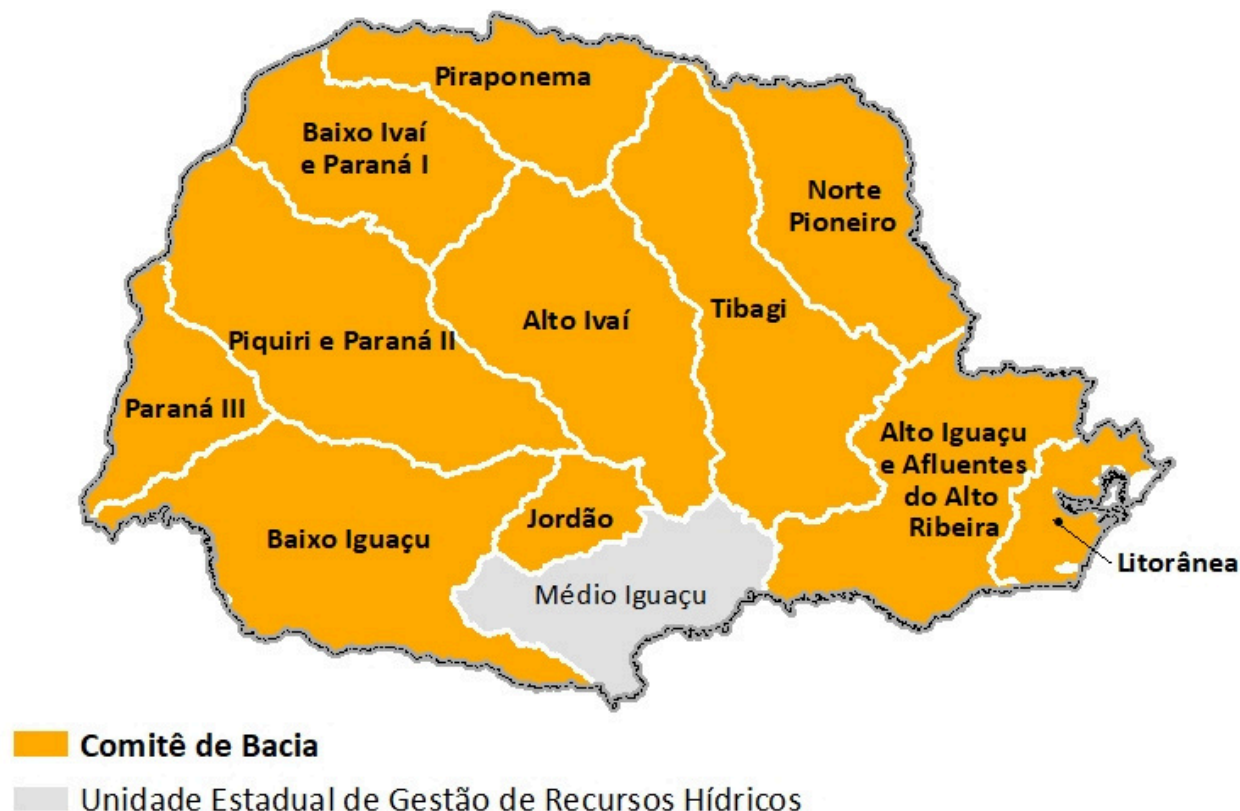 Piraponema
Baixo Ivaí
e Paraná I
Norte
Pioneiro
Piquiri e Paraná II
Alto Ivaí
Tibagi
Paraná III
Alto Iguaçu
e Afluentes
do Alto
Ribeira
Baixo Iguaçu
Jordão
Litorânea
Médio Iguaçu
Comitê de Bacia
Unidade Estadual de Gestão de Recursos Hídricos